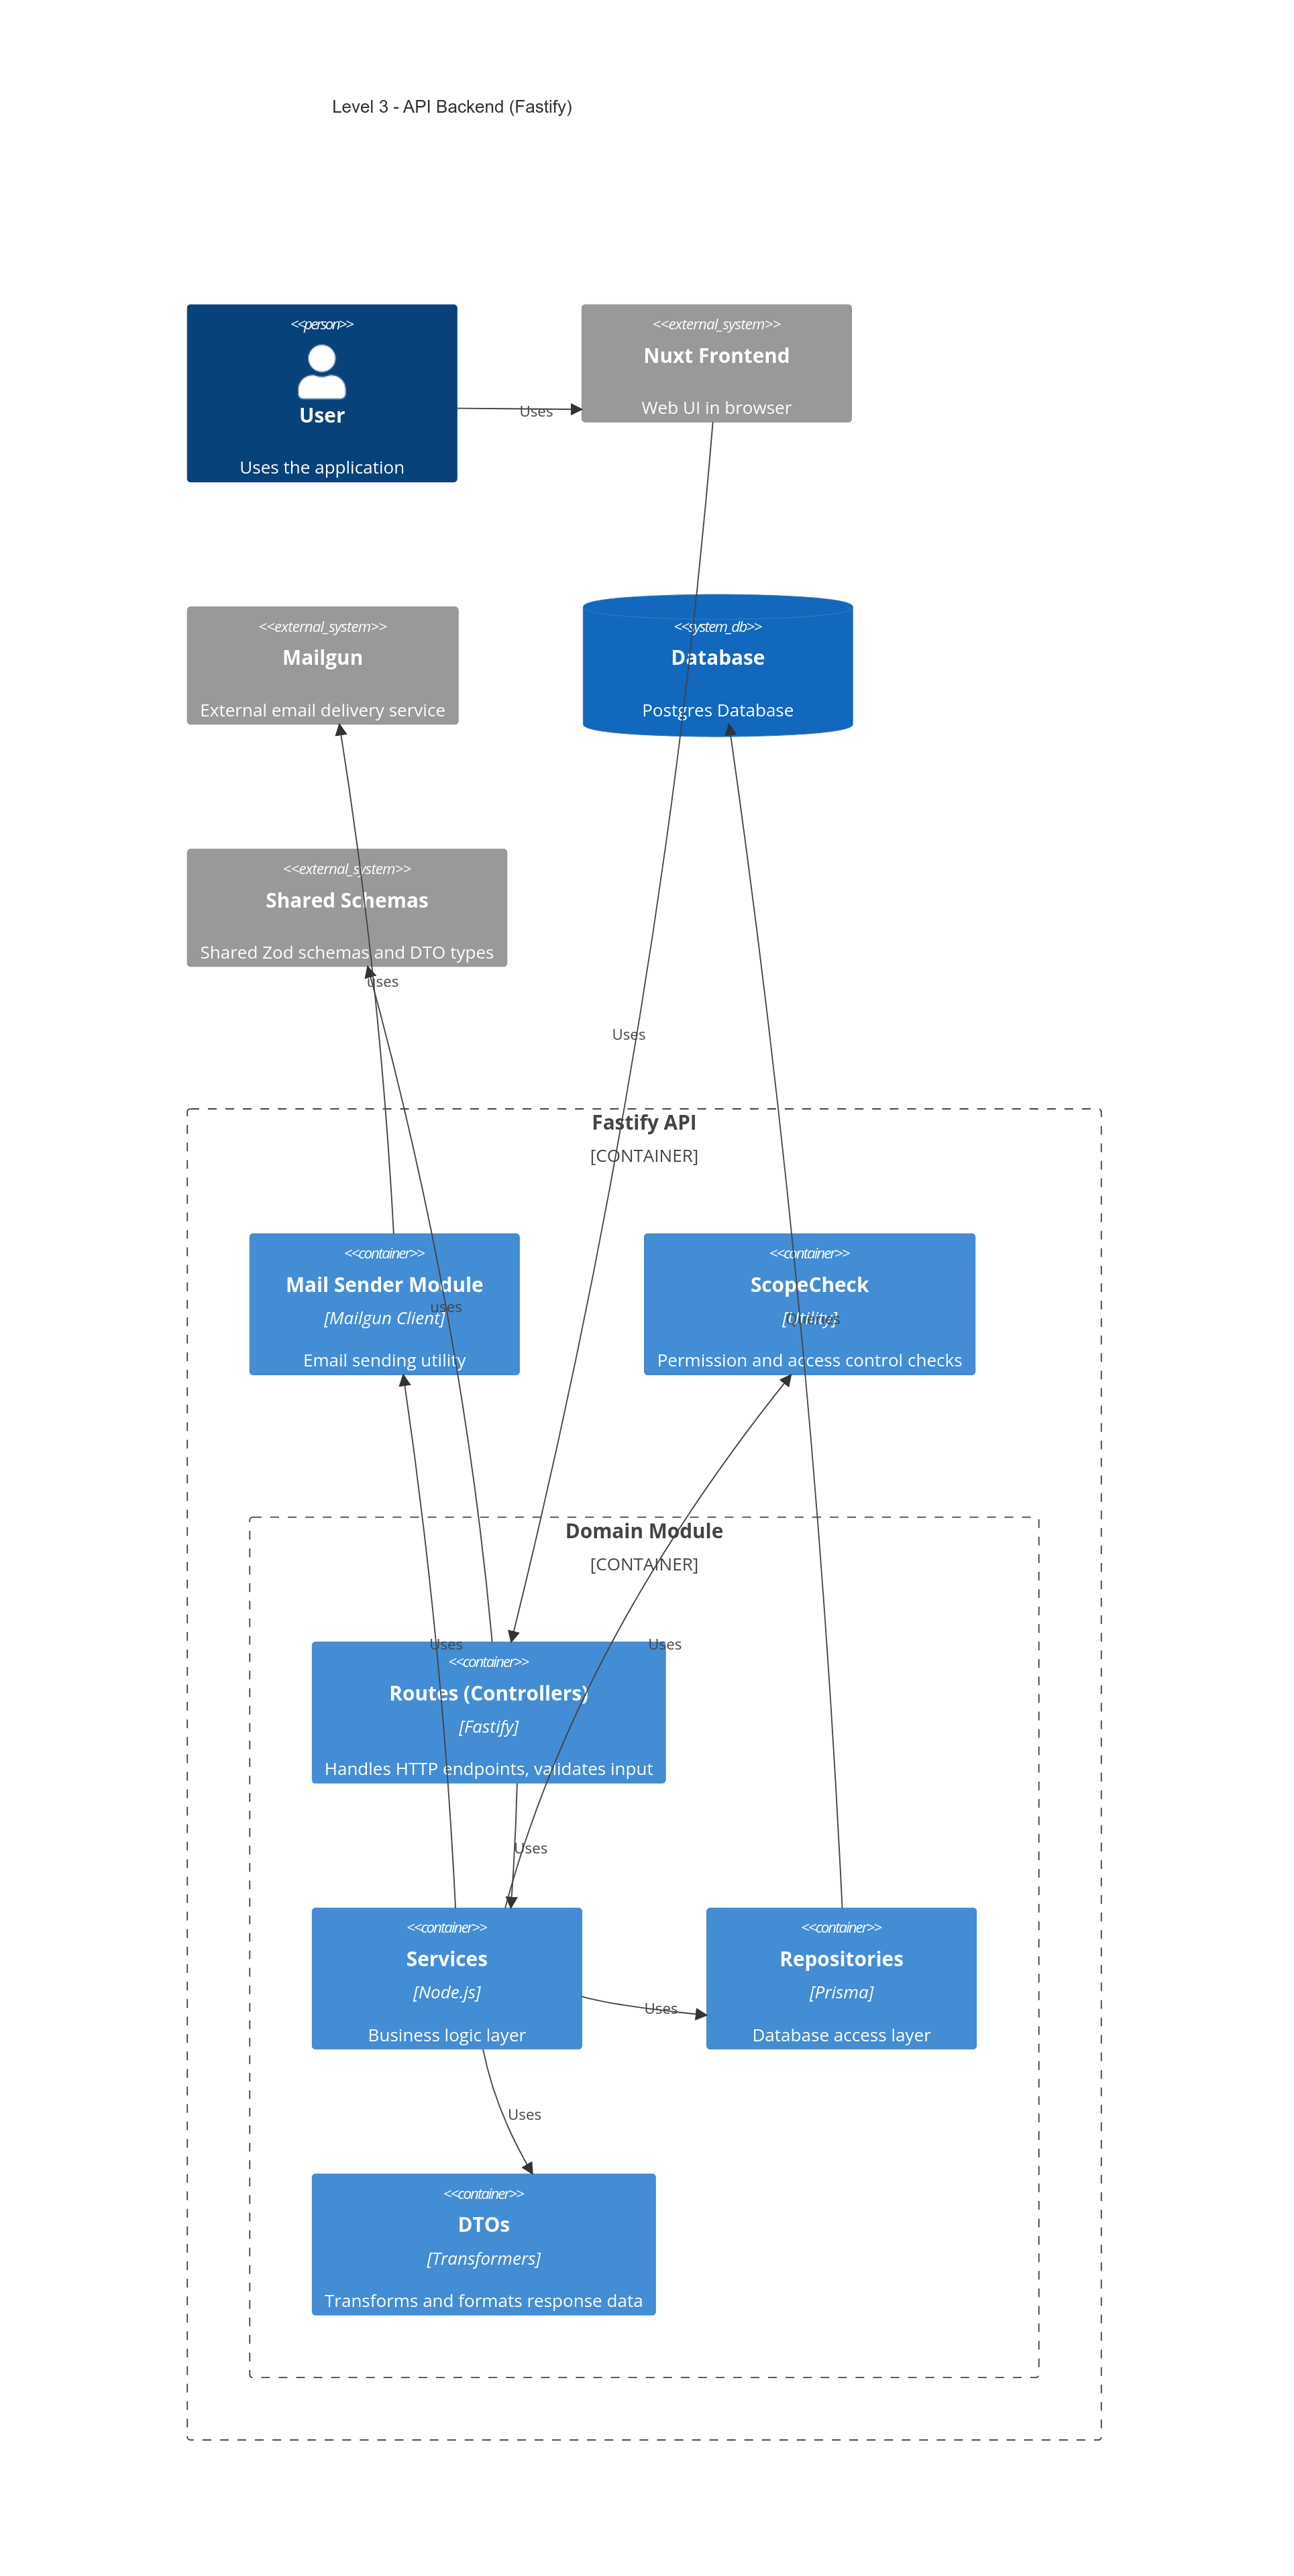 Level 3 - API Backend (Fastify)
<<person>>
User
Uses the application
Uses
<<external_system>>
Nuxt Frontend
Web UI in browser
<<external_system>>
Mailgun
External email delivery service
<<system_db>>
Database
Postgres Database
<<external_system>>
Shared Schemas
Shared Zod schemas and DTO types
uses
Uses
Fastify API
[CONTAINER]
<<container>>
Mail Sender Module
[Mailgun Client]
Email sending utility
uses
<<container>>
ScopeCheck
[Utility]
Queries
Permission and access control checks
Domain Module
[CONTAINER]
Uses
Uses
<<container>>
Routes (Controllers)
[Fastify]
Handles HTTP endpoints, validates input
Uses
<<container>>
Services
[Node.js]
Business logic layer
Uses
<<container>>
Repositories
[Prisma]
Database access layer
Uses
<<container>>
DTOs
[Transformers]
Transforms and formats response data